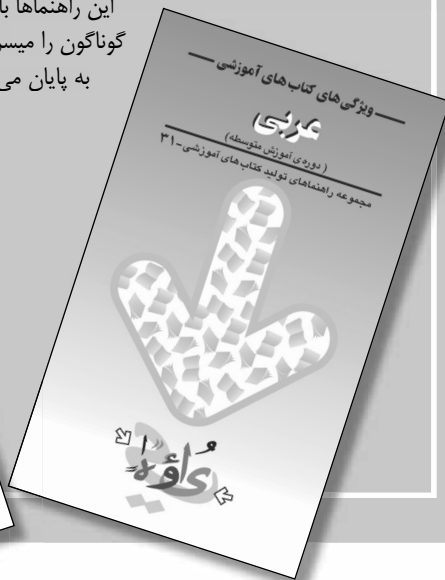 این راهنماها با
گوناگون را میسر
به پایان می
ویژگی های کتاب های آموزشی
عربی
(دوره‌ی آموزش متوسطه)
مجموعه راهنماهای تولید کتاب های آموزشی-۳۱